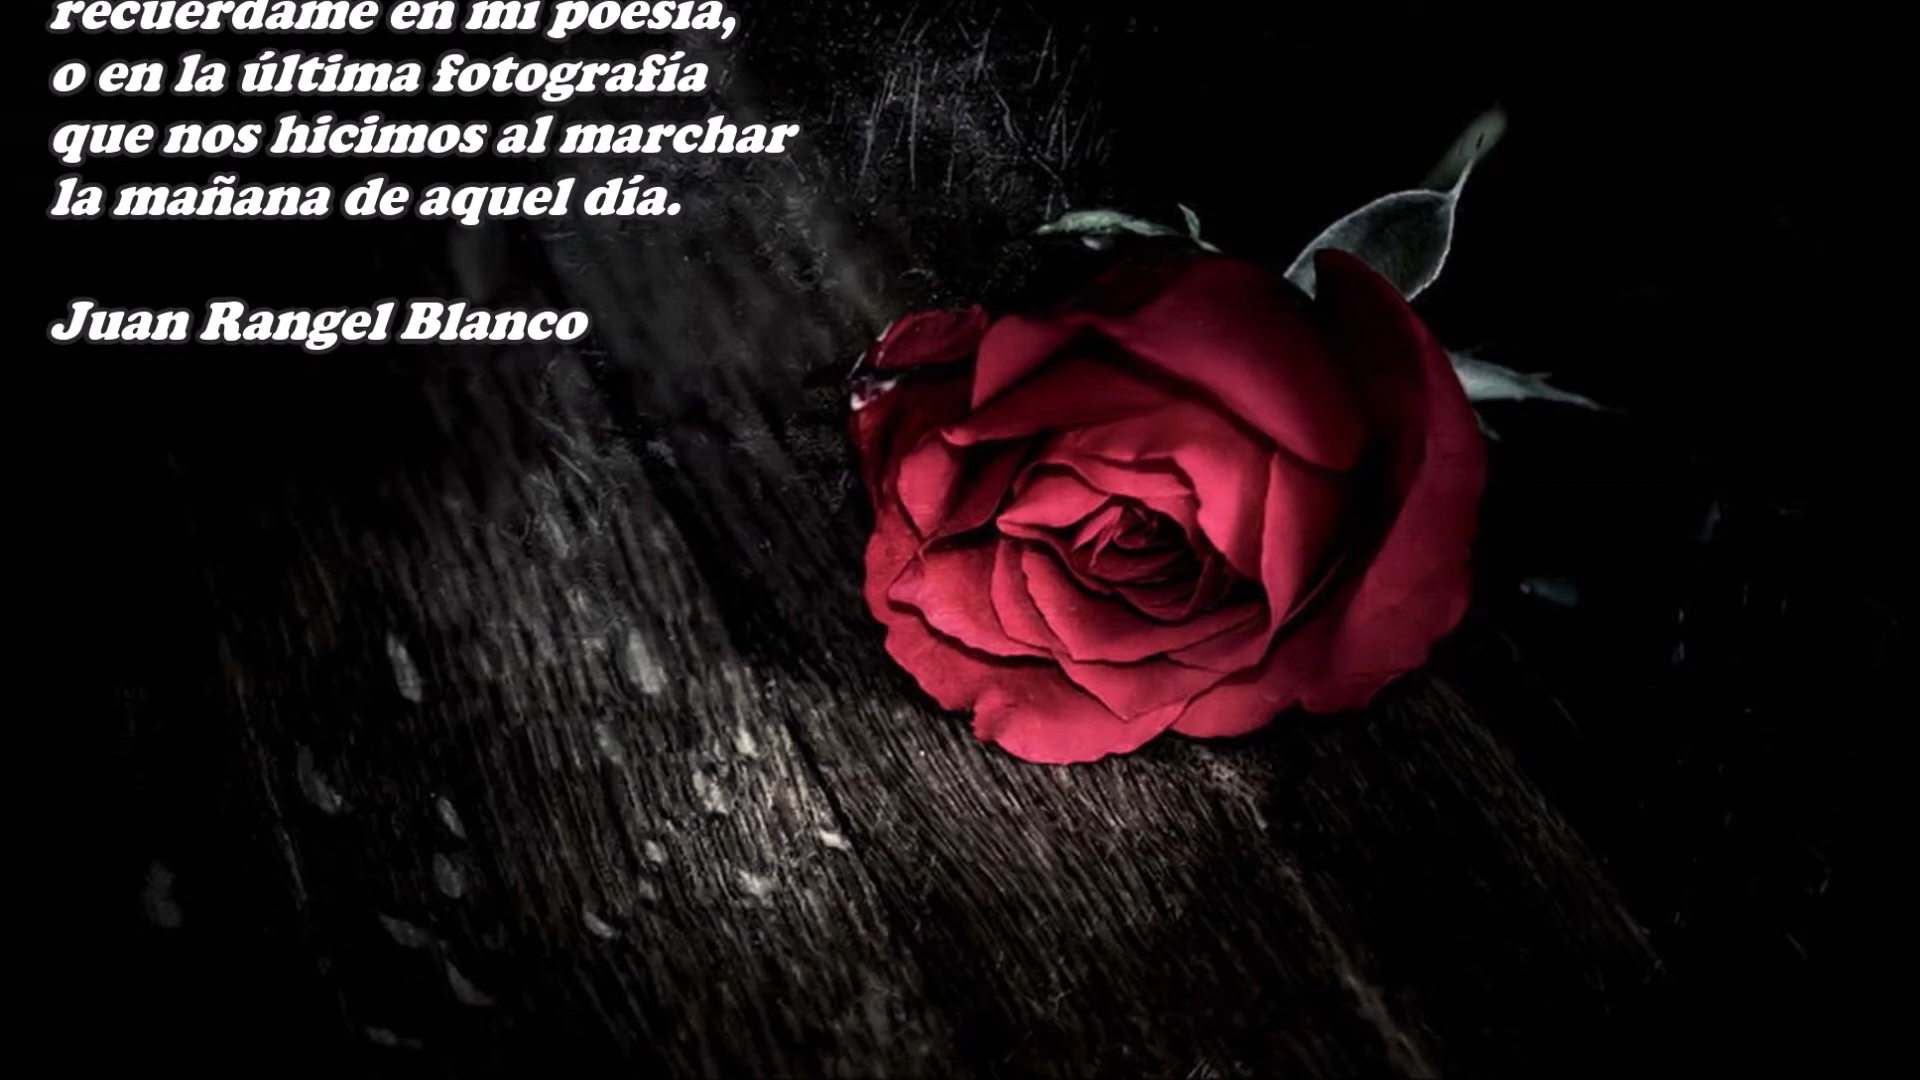 recuérdame en mi poesía,
o en la última fotografía
que nos hicimos al marchar
la mañana de aquel día.
Juan Rangel Blanco